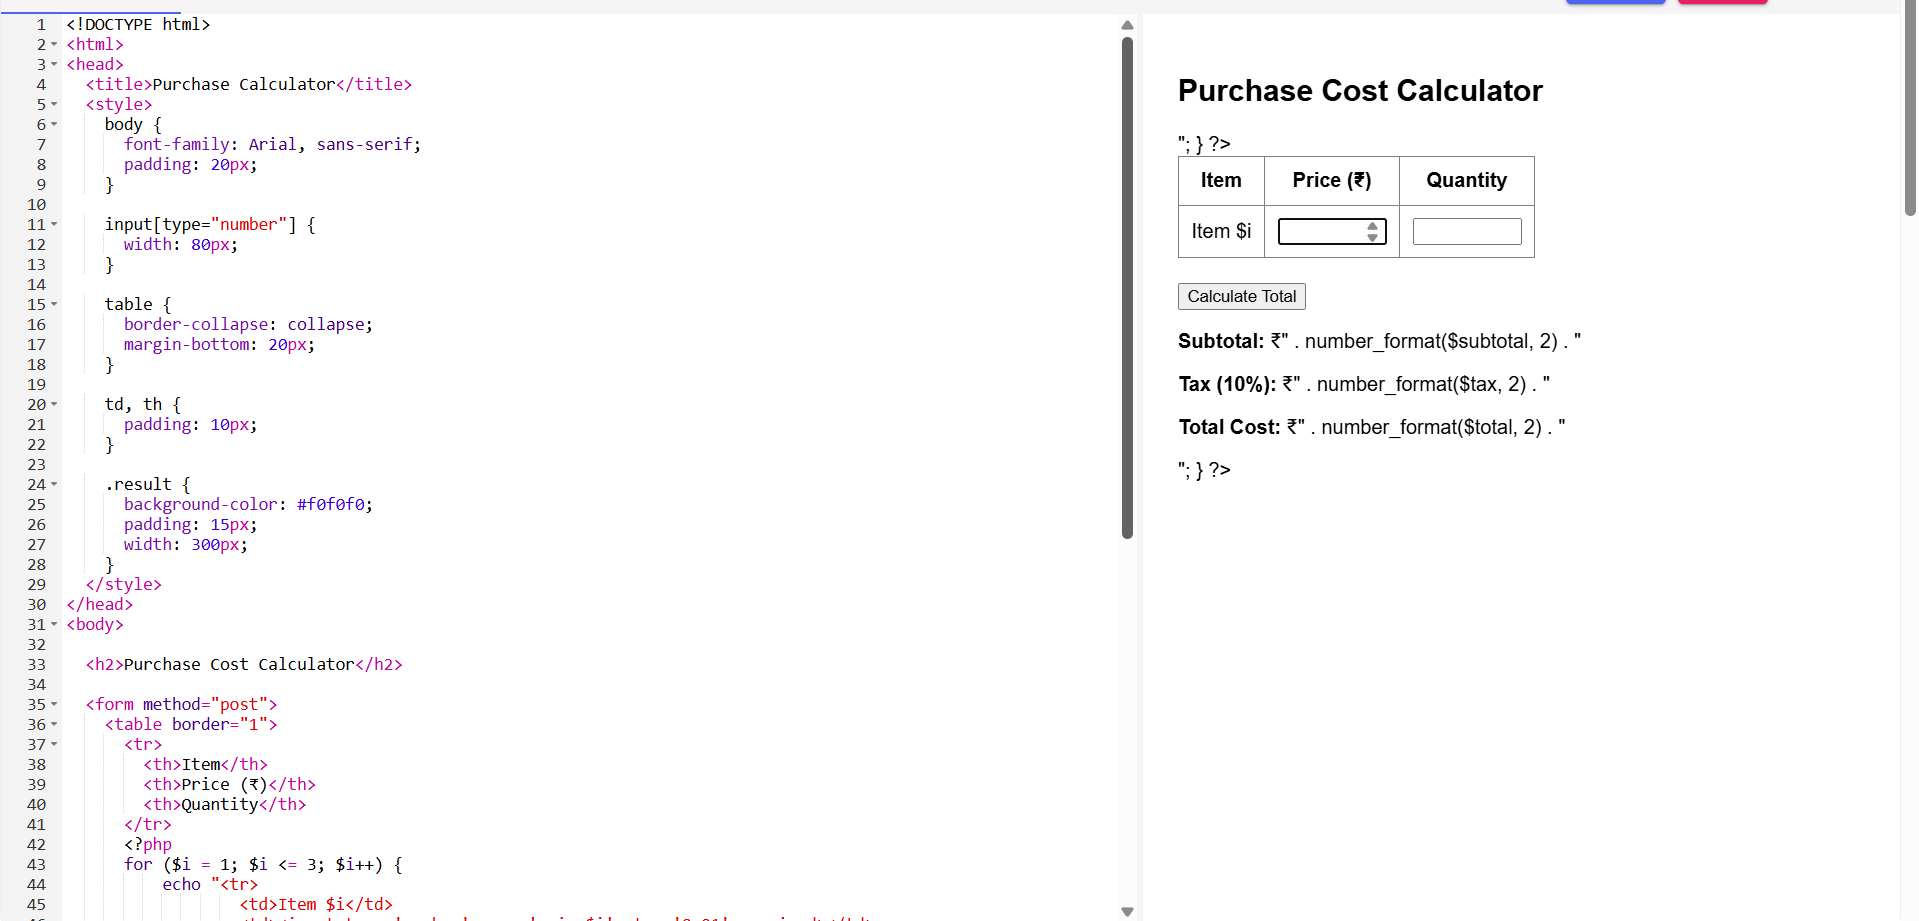 1 <!DOCTYPE html>
2 <html>
3 <head>
4 <title>Purchase Calculator</title>
5 <style>
6 body {
7 font-family: Arial, sans-serif;
8 padding: 20px;
9 }
10
11 input[type="number"] {
12 width: 80px;
13 }
14
15 table {
16 border-collapse: collapse;
17 margin-bottom: 20px;
18 }
19
20 td, th {
21 padding: 10px;
22 }
23
24 .result {
25 background-color: #f0f0f0;
26 padding: 15px;
27 width: 300px;
28 }
29 </style>
30 </head>
31 <body>
32
33 <h2>Purchase Cost Calculator</h2>
34
35 <form method="post">
36 <table border="1">
37 <tr>
38 <th>Item</th>
39 <th>Price (₹)</th>
40 <th>Quantity</th>
41 </tr>
42 <?php
43 for ($i = 1; $i <= 3; $i++) {
44 echo "<tr>
45 <td>Item $i</td>
Purchase Cost Calculator
"; } ?>
Item Price (₹) Quantity
Item $i
Calculate Total
Subtotal: ₹" . number_format($subtotal, 2) . "
Tax (10%): ₹" . number_format($tax, 2) . "
Total Cost: ₹" . number_format($total, 2) . "
"; } ?>